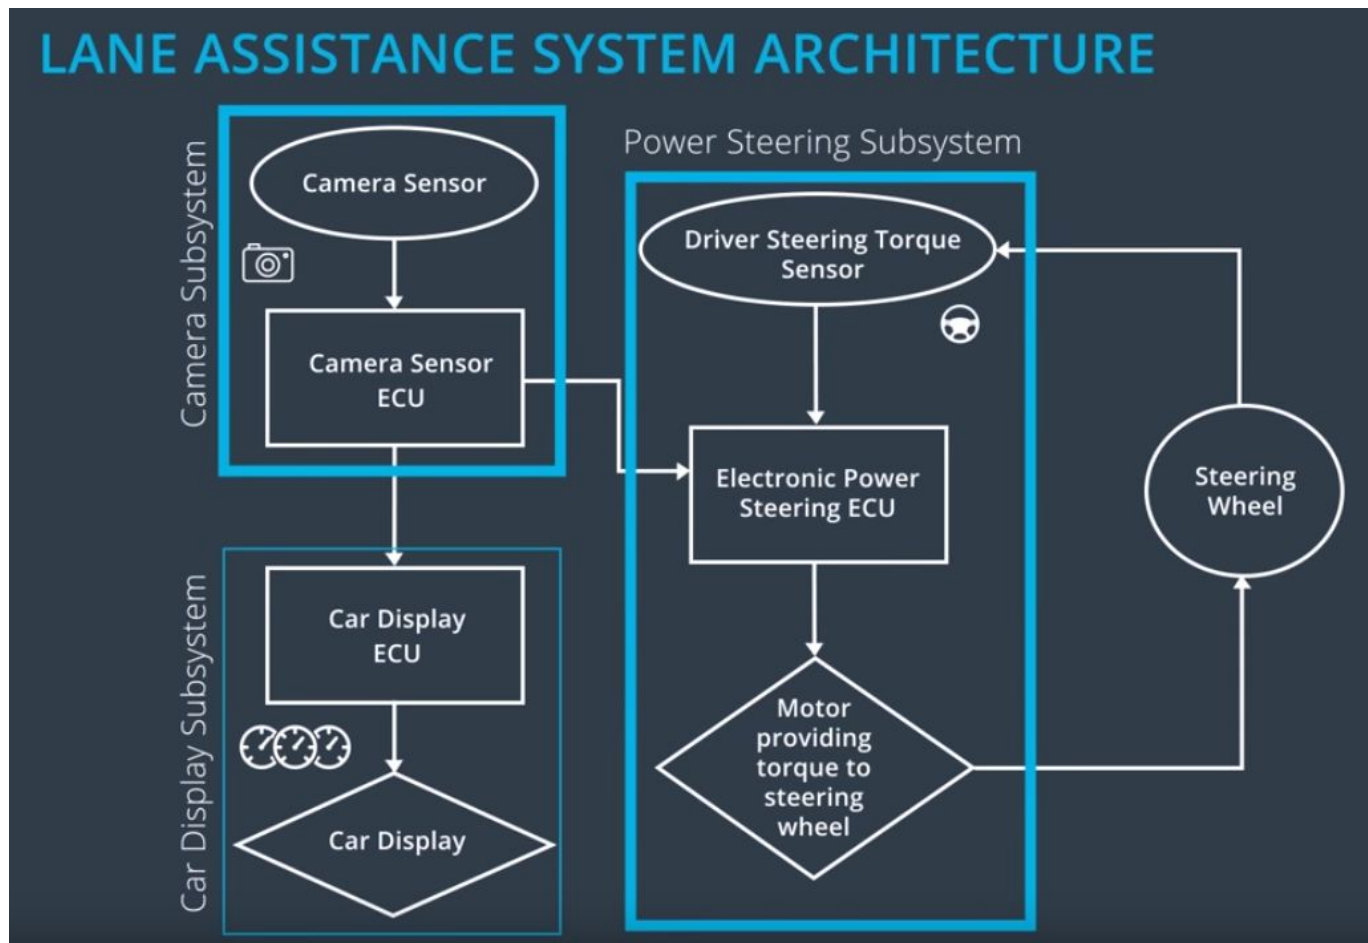 LANE ASSISTANCE SYSTEM ARCHITECTURE
Camera Subsystem
Camera Sensor
Camera Sensor
ECU
Power Steering Subsystem
Driver Steering Torque
Sensor
Electronic Power
Steering ECU
Motor
providing
torque to
steering
wheel
Steering
Wheel
Car Display Subsystem
Car Display
ECU
Car Display